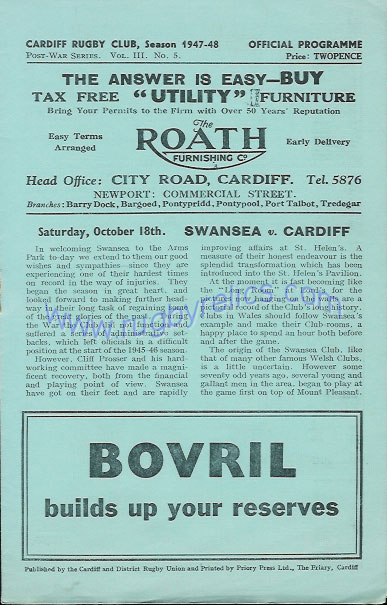 CARDIFF RUGBY CLUB, Season 1947-48 OFFICIAL PROGRAMME
POST-WAR SERIES. VOL. III. No. 5. Price: TWOPENCE
THE ANSWER IS EASY—BUY
TAX FREE "UTILITY" FURNITURE
Bring Your Permits to the Firm with Over 50 Years' Reputation
Easy Terms
Arranged
The
ROATH
FURNISHING Co
Early Delivery
Head Office: CITY ROAD, CARDIFF. Tel. 5876
NEWPORT: COMMERCIAL STREET.
Branches: Barry Dock, Bargoed, Pontypridd, Pontypool, Port Talbot, Tredegar
Saturday, October 18th. SWANSEA v. CARDIFF
In welcoming Swansea to the Arms
Park to-day we extend to them our good
wishes and sympathies—since they are
experiencing one of their hardest times
on record in the way of injuries. They
began the season in great heart, and
looked forward to making further head-
way in their long task of regaining some
of the playing glories of the past. During
the War the
suffered a series of administrative set-
backs, which left officials in a difficult
position at the start of the 1945-46 season.
However, Cliff Prosser and his hard-
working committee have made a magni-
ficent recovery, both from the financial
and playing point of view. Swansea
have got on their feet and are rapidly
improving affairs at St. Helen's. A
measure of their honest endeavour is the
splendid transformation which has been
introduced into the St. Helen's Pavilion.
At the moment, it is fast becoming like
the "Team Room" at Cardiff, for the
are a
record of the Club's long history.
Clubs in Wales should follow Swansea's
example and make their Club-rooms, a
happy place to spend an hour both before
and after the game.
The origin of the Swansea Club, like
that of many other famous Welsh Clubs,
is a little uncertain. However some
seventy odd years ago, several young and
gallant men in the area, began to play at
the game first on top of Mount Pleasant.
www.rugbyrelics.com
BOVRIL
builds up your reserves
Published by the Cardiff and District Rugby Union and Printed by Priory Press Ltd., The Friary, Cardiff